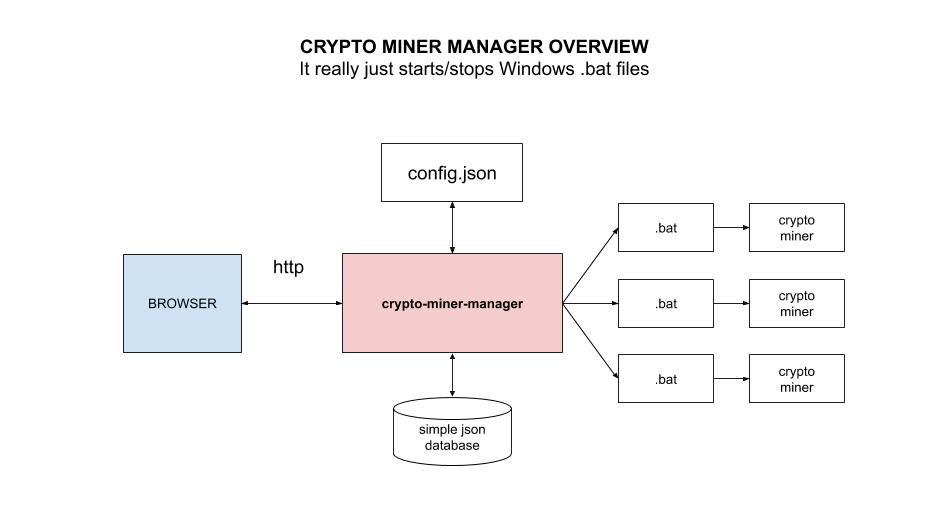 CRYPTO MINER MANAGER OVERVIEW
It really just starts/stops Windows .bat files
config.json
http
BROWSER
crypto-miner-manager
.bat
crypto
miner
.bat
crypto
miner
.bat
crypto
miner
simple json
database